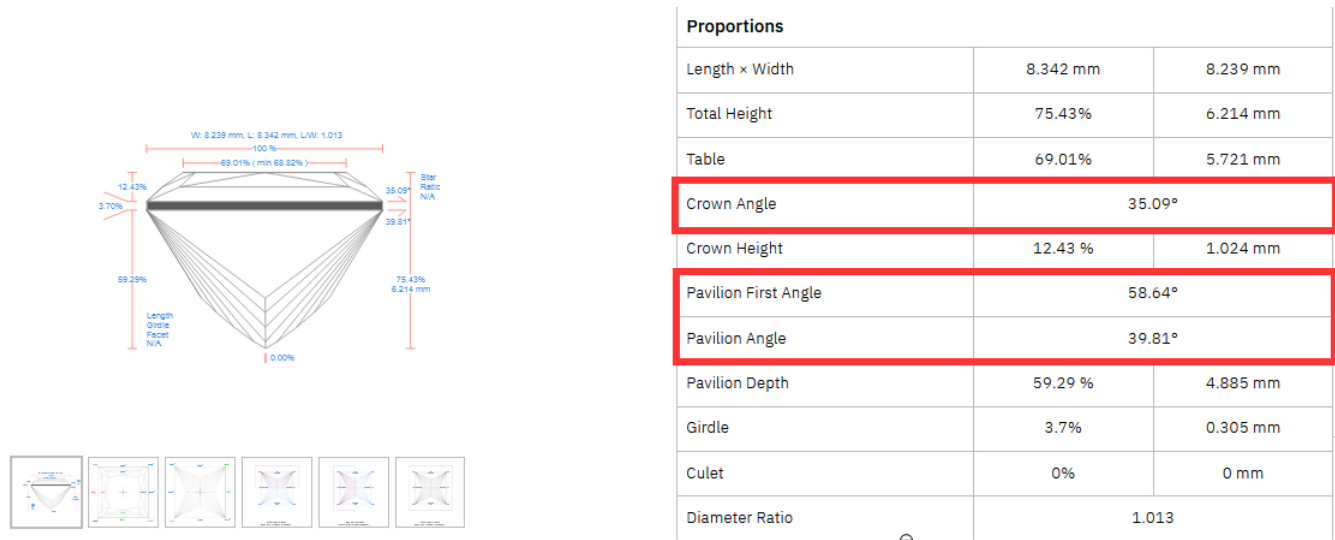 W: 8.239 mm, L: 8.342 mm, L/W: 1.013
100 %
69.01% ( min 68.82% )
12.43%
3.70%
59.29%
35.09°
39.81°
Star
Ratio
N/A
75.43%
6.214 mm
Length
Girdle
Facet
N/A
0.00%
Proportions
Length × Width 8.342 mm 8.239 mm
Total Height 75.43% 6.214 mm
Table 69.01% 5.721 mm
Crown Angle 35.09°
Crown Height 12.43 % 1.024 mm
Pavilion First Angle 58.64°
Pavilion Angle 39.81°
Pavilion Depth 59.29 % 4.885 mm
Girdle 3.7% 0.305 mm
Culet 0% 0 mm
Diameter Ratio 1.013